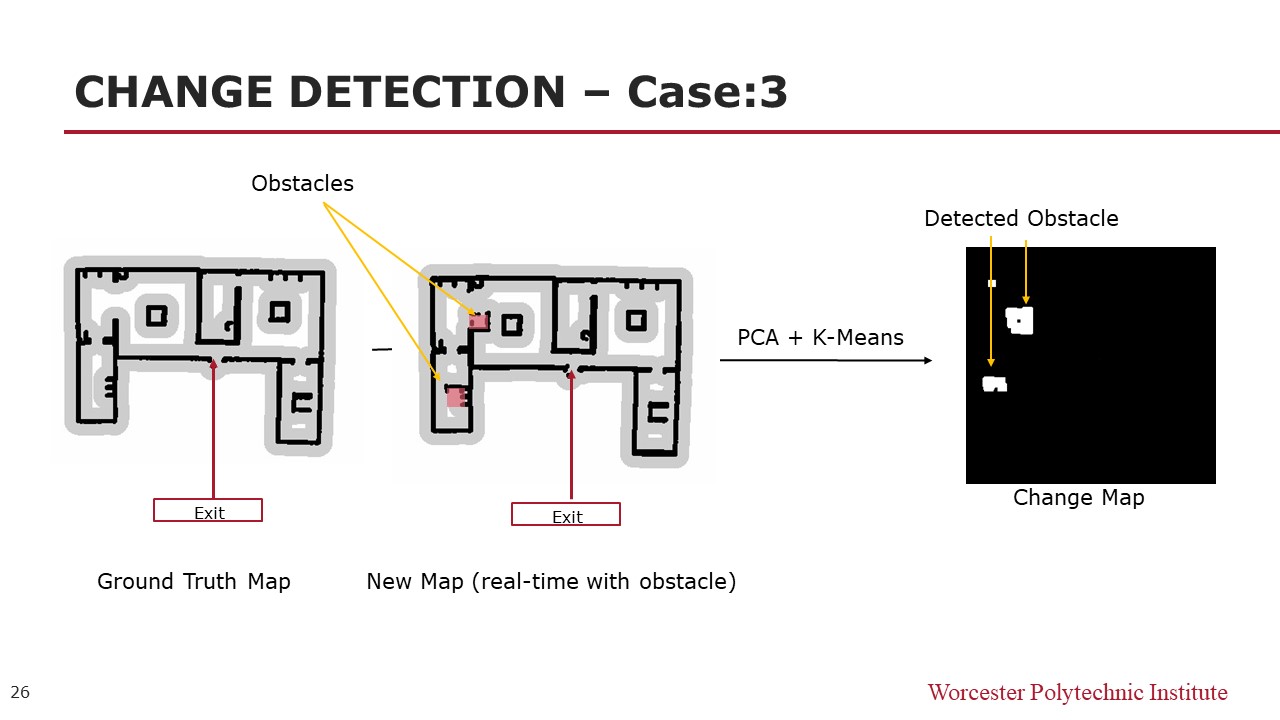 CHANGE DETECTION – Case:3
Obstacles
Detected Obstacle
PCA + K-Means
Change Map
Exit
Exit
Ground Truth Map
New Map (real-time with obstacle)
26
Worcester Polytechnic Institute